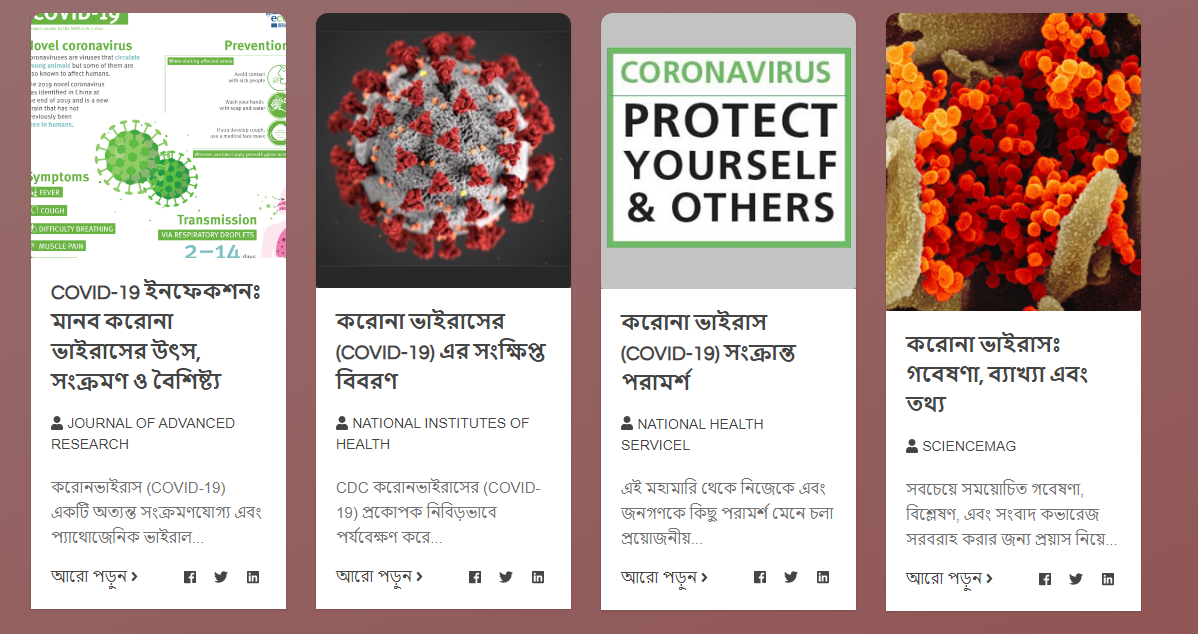 COVID-19
Novel coronavirus
coronaviruses are viruses that circulate
among animals but some of them are
also known to affect humans.
The 2019 novel coronavirus
was identified in China at
the end of 2019 and is a new
strain that has not
previously been
seen in humans.
Prevention
When visiting affected areas:
Avoid contact
with sick people
Wash your hands
with soap and water
If you develop cough,
use a medical face mask
Wherever you travel apply general hygiene
Symptoms
FEVER
COUGH
DIFFICULTY BREATHING
MUSCLE PAIN
Transmission
VIA RESPIRATORY DROPLETS
2–14 days
COVID-19 ইনফেকশনঃ
মানব করোনা
ভাইরাসের উৎস,
সংক্রমণ ও বৈশিষ্ট্য
JOURNAL OF ADVANCED
RESEARCH
করোনভাইরাস (COVID-19)
একটি অত্যন্ত সংক্রমণযোগ্য এবং
প্যাথোজেনিক ভাইরাল...
আরো পড়ুন
করোনা ভাইরাসের
(COVID-19) এর সংক্ষিপ্ত
বিবরণ
NATIONAL INSTITUTES OF
HEALTH
CDC করোনভাইরাসের (COVID-
19) প্রকোপক নিবিড়ভাবে
পর্যবেক্ষণ করে...
আরো পড়ুন
CORONAVIRUS
PROTECT
YOURSELF
& OTHERS
করোনা ভাইরাস
(COVID-19) সংক্রান্ত
পরামর্শ
NATIONAL HEALTH
SERVICEL
এই মহামারি থেকে নিজেকে এবং
জনগণকে কিছু পরামর্শ মেনে চলা
প্রয়োজনীয়...
আরো পড়ুন
করোনা ভাইরাসঃ
গবেষণা, ব্যাখ্যা এবং
তথ্য
SCIENCEMAG
সবচেয়ে সময়োচিত গবেষণা,
বিশ্লেষণ, এবং সংবাদ কভারেজ
সরবরাহ করার জন্য প্রয়াস নিয়ে...
আরো পড়ুন